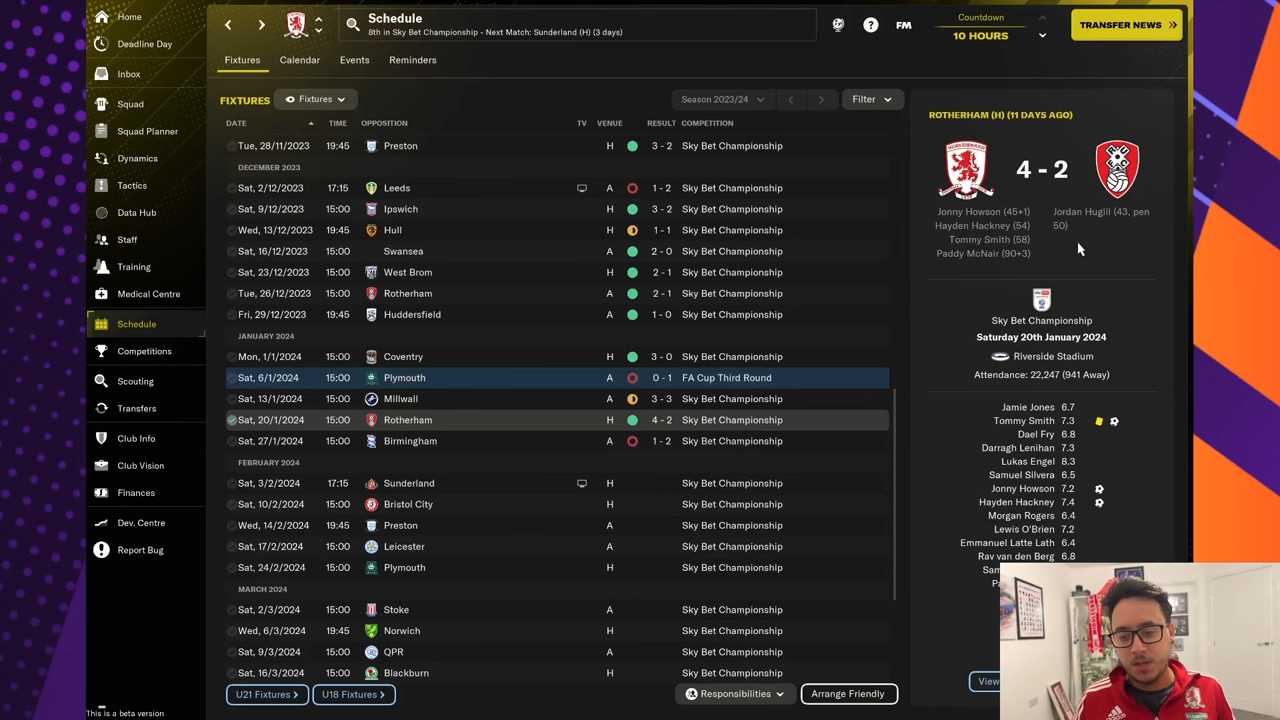 Home
Deadline Day
Inbox
Squad
Squad Planner
Dynamics
Tactics
Data Hub
Staff
Training
Medical Centre
Schedule
Competitions
Scouting
Transfers
Club Info
Club Vision
Finances
Dev. Centre
Report Bug
This is a beta version
Schedule
8th in Sky Bet Championship - Next Match: Sunderland (H) (3 days)
? FM
Countdown
10 HOURS
TRANSFER NEWS
Fixtures Calendar Events Reminders
FIXTURES Fixtures Season 2023/24 Filter
DATE TIME OPPOSITION TV VENUE RESULT COMPETITION
Tue, 28/11/2023 19:45 Preston H 3 - 2 Sky Bet Championship
DECEMBER 2023
Sat, 2/12/2023 17:15 Leeds A 1 - 2 Sky Bet Championship
Sat, 9/12/2023 15:00 Ipswich H 3 - 2 Sky Bet Championship
Wed, 13/12/2023 19:45 Hull H 1 - 1 Sky Bet Championship
Sat, 16/12/2023 15:00 Swansea A 2 - 0 Sky Bet Championship
Sat, 23/12/2023 15:00 West Brom H 2 - 1 Sky Bet Championship
Tue, 26/12/2023 15:00 Rotherham A 2 - 1 Sky Bet Championship
Fri, 29/12/2023 19:45 Huddersfield A 1 - 0 Sky Bet Championship
JANUARY 2024
Mon, 1/1/2024 15:00 Coventry H 3 - 0 Sky Bet Championship
Sat, 6/1/2024 15:00 Plymouth A 0 - 1 FA Cup Third Round
Sat, 13/1/2024 15:00 Millwall A 3 - 3 Sky Bet Championship
Sat, 20/1/2024 15:00 Rotherham H 4 - 2 Sky Bet Championship
Sat, 27/1/2024 15:00 Birmingham A 1 - 2 Sky Bet Championship
FEBRUARY 2024
Sat, 3/2/2024 17:15 Sunderland H Sky Bet Championship
Sat, 10/2/2024 15:00 Bristol City H Sky Bet Championship
Wed, 14/2/2024 19:45 Preston A Sky Bet Championship
Sat, 17/2/2024 15:00 Leicester A Sky Bet Championship
Sat, 24/2/2024 15:00 Plymouth H Sky Bet Championship
MARCH 2024
Sat, 2/3/2024 15:00 Stoke A Sky Bet Championship
Wed, 6/3/2024 19:45 Norwich H Sky Bet Championship
Sat, 9/3/2024 15:00 QPR A Sky Bet Championship
Sat, 16/3/2024 15:00 Blackburn H Sky Bet Championship
U21 Fixtures U18 Fixtures Responsibilities Arrange Friendly
ROTHERHAM (H) (11 DAYS AGO)
4 - 2
Jonny Howson (45+1)
Hayden Hackney (54)
Tommy Smith (58)
Paddy McNair (90+3)
Jordan Hugill (43, pen
50)
Sky Bet Championship
Saturday 20th January 2024
Riverside Stadium
Attendance: 22,247 (941 Away)
Jamie Jones 6.7
Tommy Smith 7.3
Dael Fry 6.8
Darragh Lenihan 7.3
Lukas Engel 8.3
Samuel Silvera 6.5
Jonny Howson 7.2
Hayden Hackney 7.4
Morgan Rogers 6.4
Lewis O'Brien 7.2
Emmanuel Latte Lath 6.4
Rav van den Berg 6.8
View